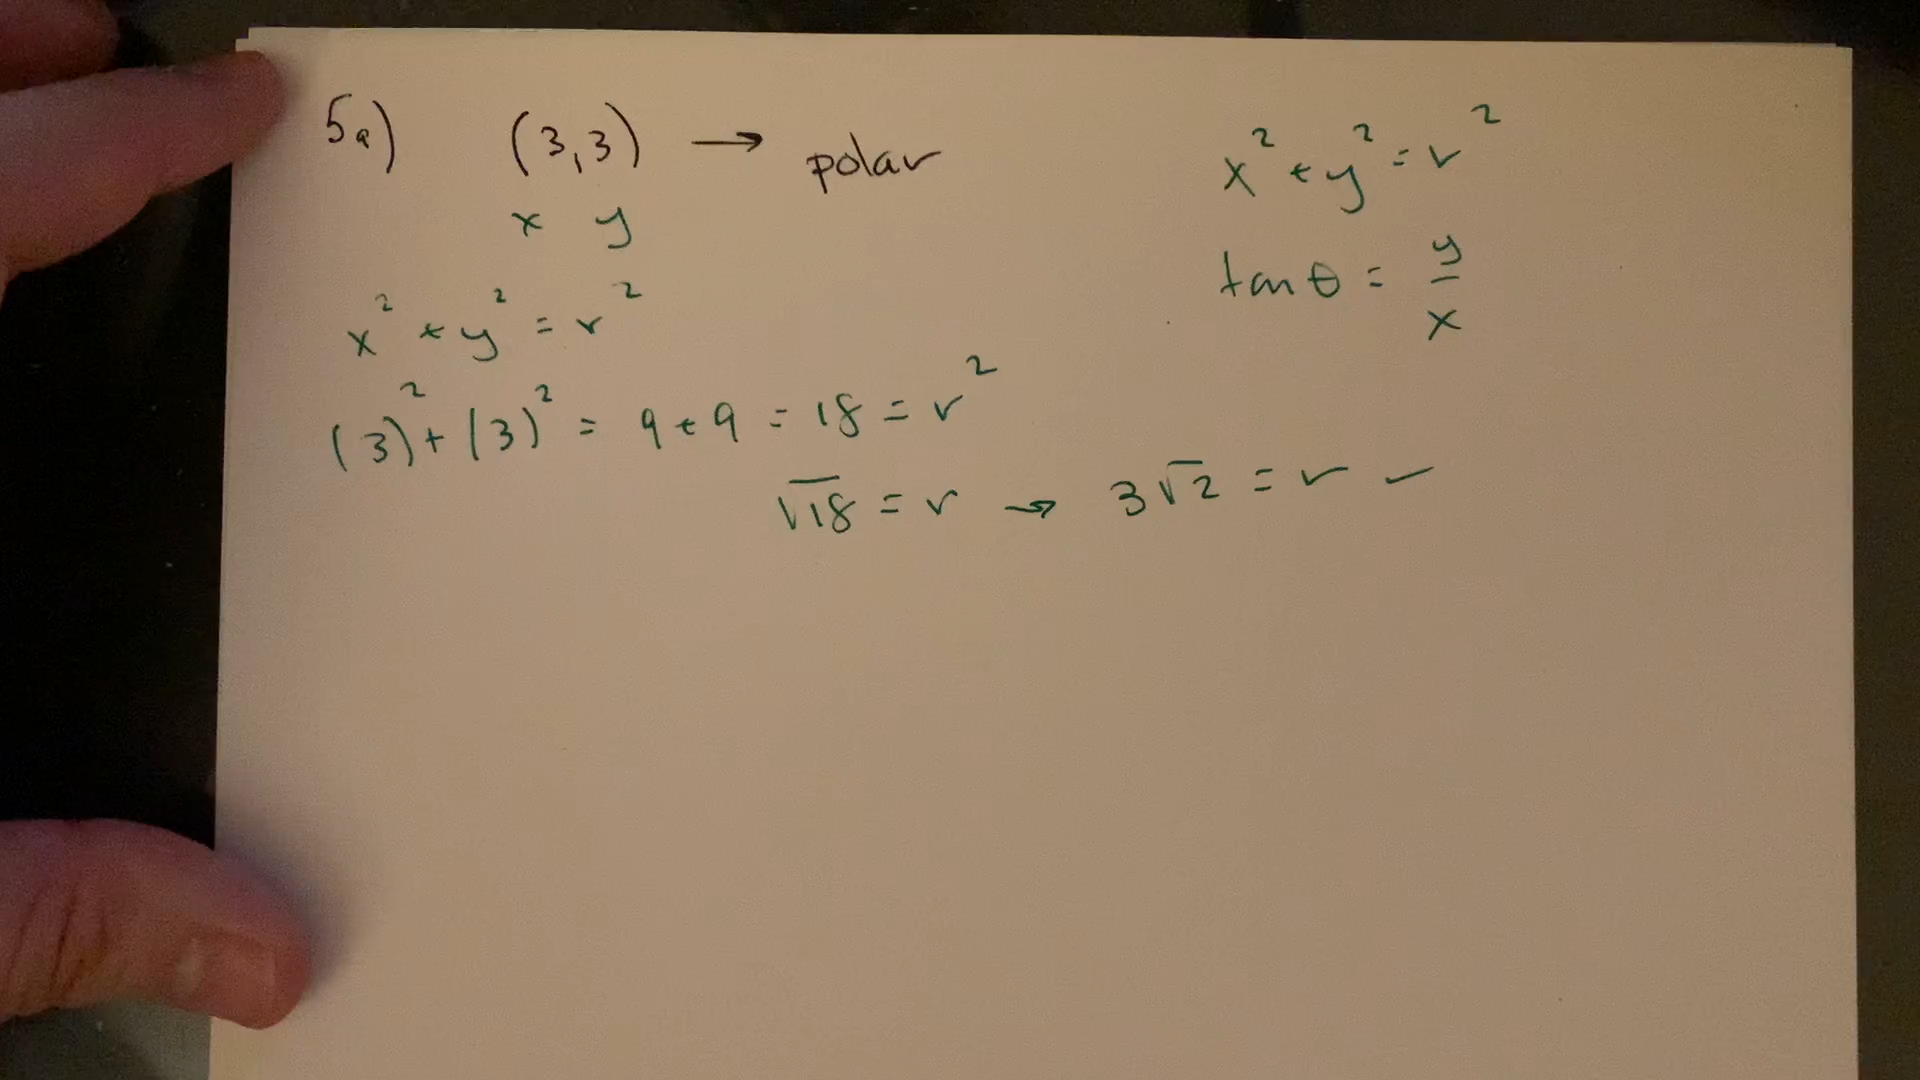 5a) (3,3) → polar
x y
x² + y² = r²
tan θ = y/x
x² + y² = r²
(3)² + (3)² = 9 + 9 = 18 = r²
√18 = r → 3√2 = r ✓